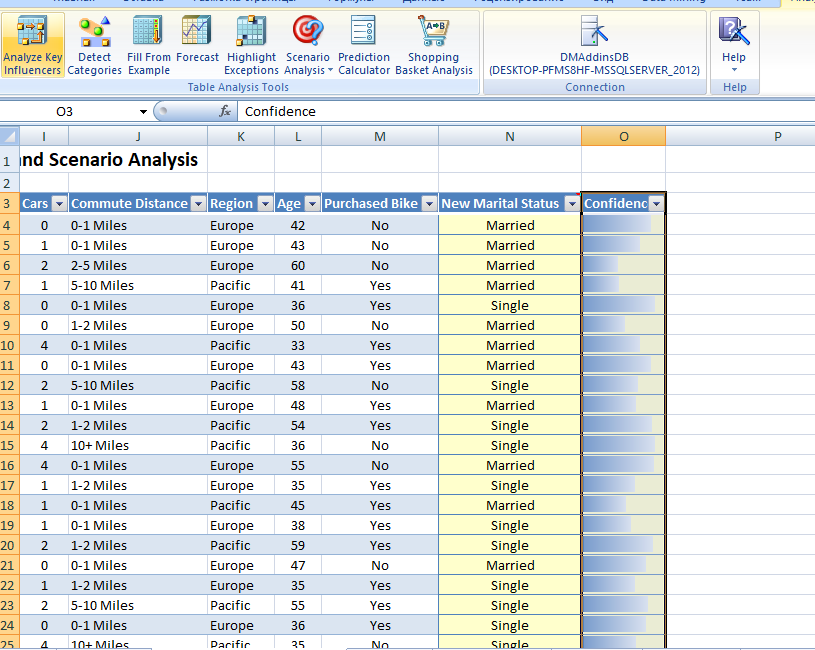 Analyze Key Influencers
Detect Categories
Fill From Example
Forecast
Highlight Exceptions
Scenario Analysis
Prediction Calculator
Shopping Basket Analysis
DMAddinsDB
(DESKTOP-PFMS8HF-MSSQLSERVER_2012)
Help
Table Analysis Tools
Connection
Help
O3 fx Confidence
I J K L M N O P
1 nd Scenario Analysis
2
3 Cars Commute Distance Region Age Purchased Bike New Marital Status Confidenc
4 0 0-1 Miles Europe 42 No Married
5 1 0-1 Miles Europe 43 No Married
6 2 2-5 Miles Europe 60 No Married
7 1 5-10 Miles Pacific 41 Yes Married
8 0 0-1 Miles Europe 36 Yes Single
9 0 1-2 Miles Europe 50 No Married
10 4 0-1 Miles Pacific 33 Yes Married
11 0 0-1 Miles Europe 43 Yes Married
12 2 5-10 Miles Pacific 58 No Single
13 1 0-1 Miles Europe 48 Yes Married
14 2 1-2 Miles Pacific 54 Yes Single
15 4 10+ Miles Pacific 36 No Single
16 4 0-1 Miles Europe 55 No Married
17 1 1-2 Miles Europe 35 Yes Single
18 1 0-1 Miles Pacific 45 Yes Married
19 1 0-1 Miles Europe 38 Yes Single
20 2 1-2 Miles Pacific 59 Yes Single
21 0 0-1 Miles Europe 47 No Married
22 1 1-2 Miles Europe 35 Yes Single
23 2 5-10 Miles Pacific 55 Yes Single
24 0 0-1 Miles Europe 36 Yes Single
25 4 10+ Miles Pacific 35 No Single